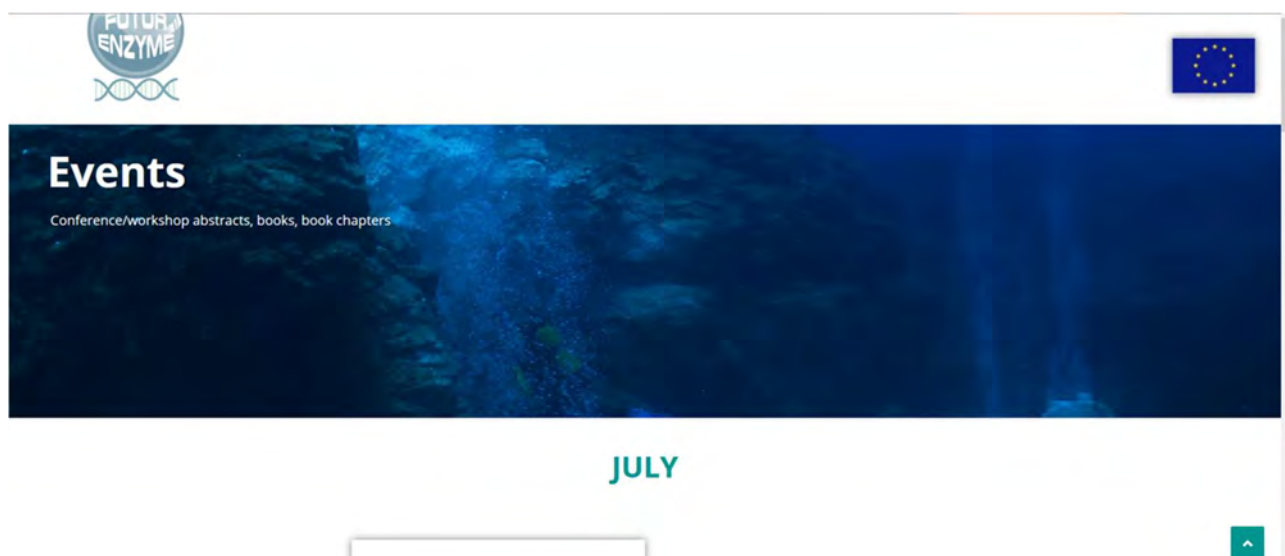 FUTUR
ENZYME
Events
Conference/workshop abstracts, books, book chapters
JULY